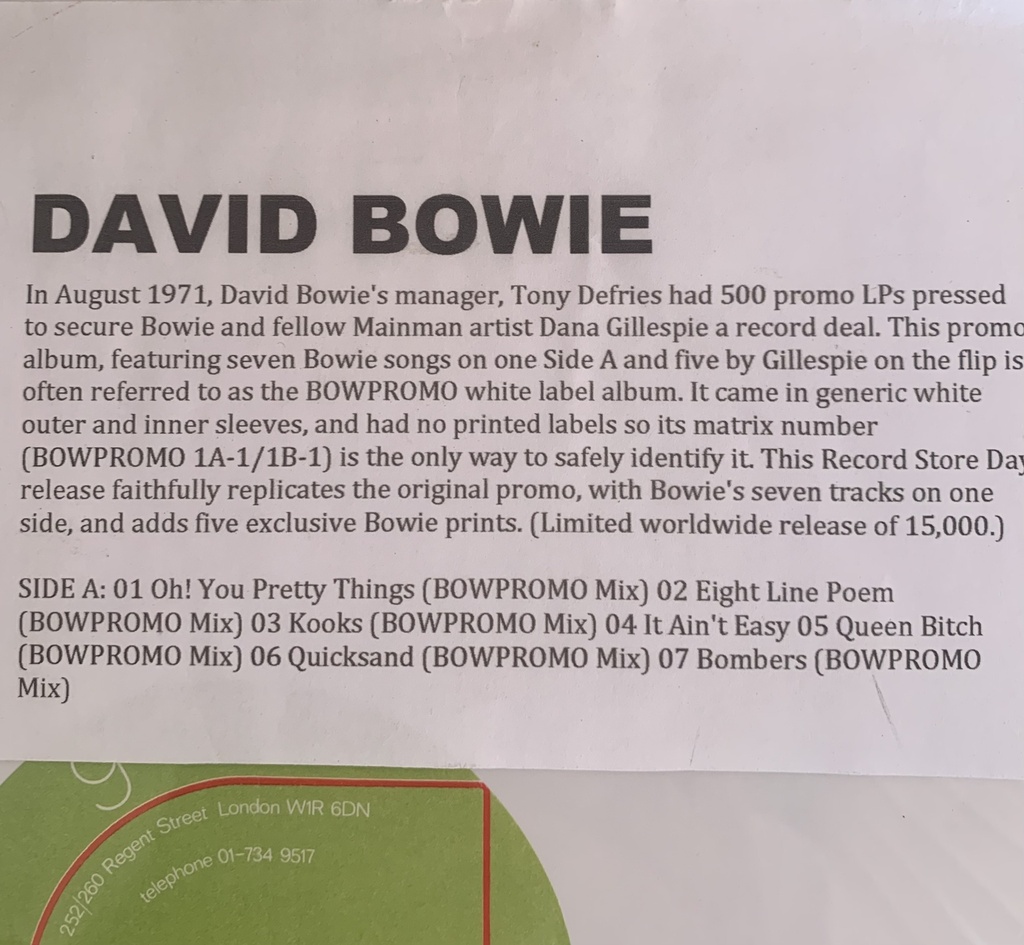 DAVID BOWIE
In August 1971, David Bowie's manager, Tony Defries had 500 promo LPs pressed
to secure Bowie and fellow Mainman artist Dana Gillespie a record deal. This promo
album, featuring seven Bowie songs on one Side A and five by Gillespie on the flip is
often referred to as the BOWPROMO white label album. It came in generic white
outer and inner sleeves, and had no printed labels so its matrix number
(BOWPROMO 1A-1/1B-1) is the only way to safely identify it. This Record Store Day
release faithfully replicates the original promo, with Bowie's seven tracks on one
side, and adds five exclusive Bowie prints. (Limited worldwide release of 15,000.)
SIDE A: 01 Oh! You Pretty Things (BOWPROMO Mix) 02 Eight Line Poem
(BOWPROMO Mix) 03 Kooks (BOWPROMO Mix) 04 It Ain't Easy 05 Queen Bitch
(BOWPROMO Mix) 06 Quicksand (BOWPROMO Mix) 07 Bombers (BOWPROMO
Mix)
252/260 Regent Street London W1R 6DN
telephone 01-734 9517